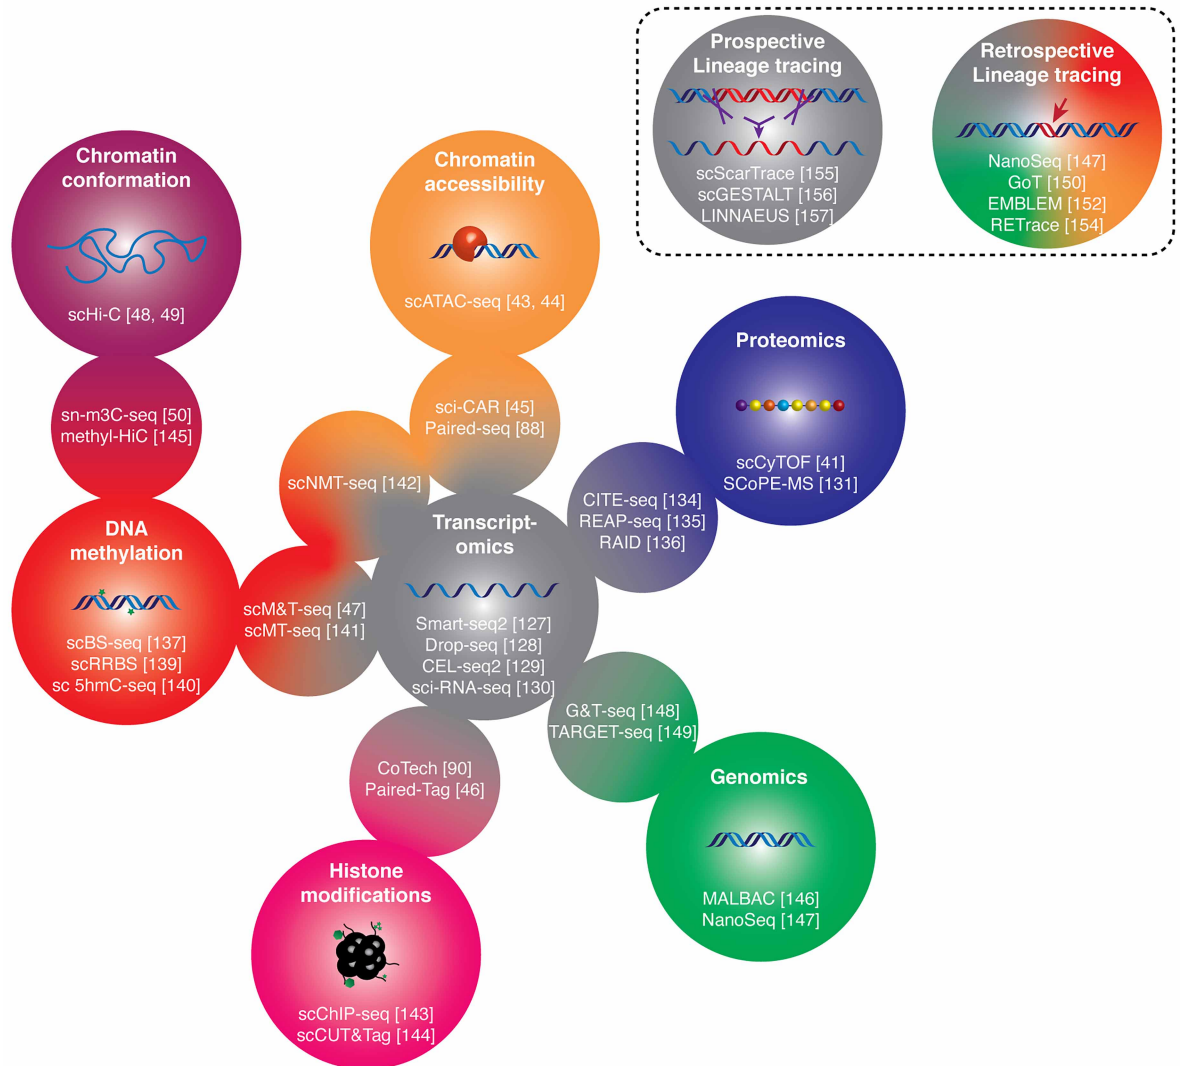 Prospective
Lineage tracing
scScarTrace [155]
scGESTALT [156]
LINNAEUS [157]
Retrospective
Lineage tracing
NanoSeq [147]
GoT [150]
EMBLEM [152]
RETrace [154]
Chromatin
conformation
scHi-C [48, 49]
Chromatin
accessibility
scATAC-seq [43, 44]
Proteomics
scCyTOF [41]
SCoPE-MS [131]
sn-m3C-seq [50]
methyl-HiC [145]
sci-CAR [45]
Paired-seq [88]
scNMT-seq [142]
CITE-seq [134]
REAP-seq [135]
RAID [136]
DNA
methylation
scBS-seq [137]
scRRBS [139]
sc 5hmC-seq [140]
scM&T-seq [47]
scMT-seq [141]
Transcript-
omics
Smart-seq2 [127]
Drop-seq [128]
CEL-seq2 [129]
sci-RNA-seq [130]
G&T-seq [148]
TARGET-seq [149]
CoTech [90]
Paired-Tag [46]
Genomics
MALBAC [146]
NanoSeq [147]
Histone
modifications
scChIP-seq [143]
scCUT&Tag [144]